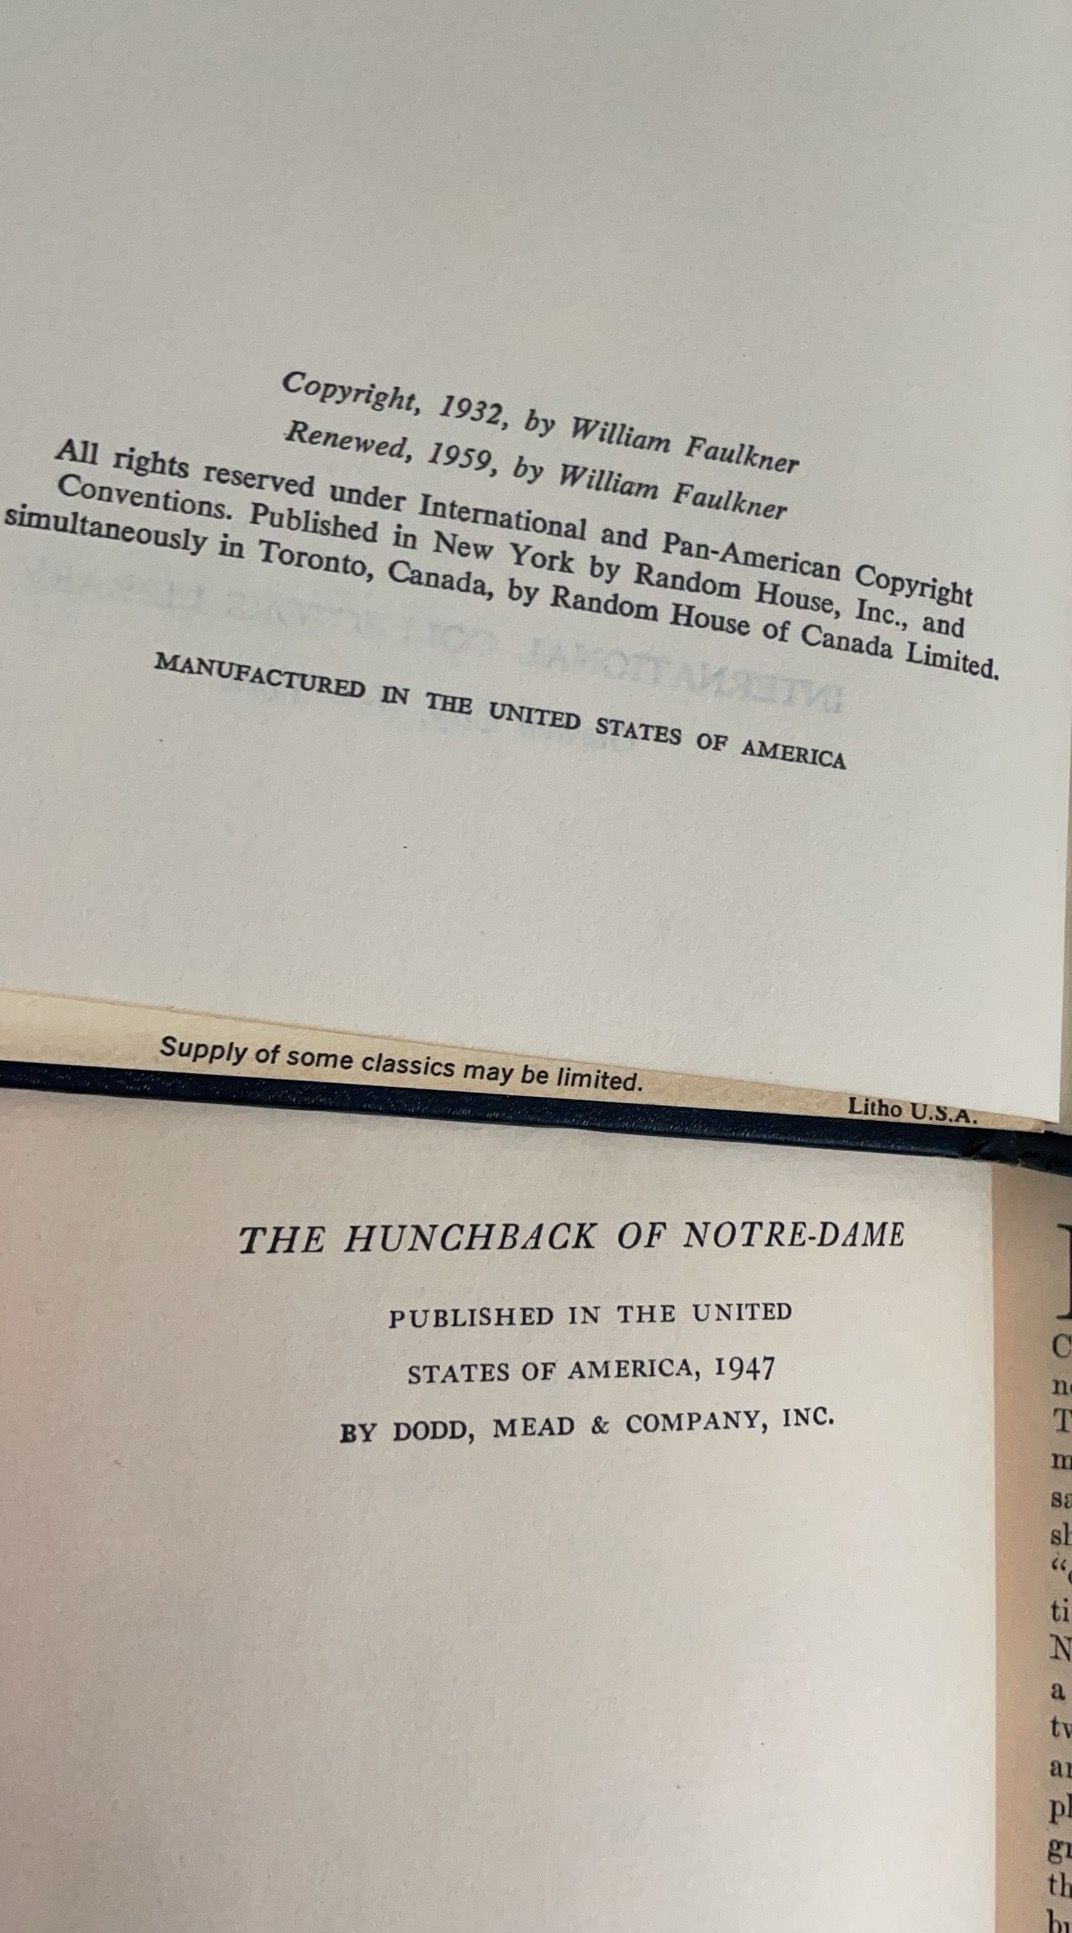 Copyright, 1932, by William Faulkner
Renewed, 1959, by William Faulkner
All rights reserved under International and Pan-American Copyright
Conventions. Published in New York by Random House, Inc., and
simultaneously in Toronto, Canada, by Random House of Canada Limited.
MANUFACTURED IN THE UNITED STATES OF AMERICA
Supply of some classics may be limited.
Litho U.S.A.
THE HUNCHBACK OF NOTRE-DAME
PUBLISHED IN THE UNITED
STATES OF AMERICA, 1947
BY DODD, MEAD & COMPANY, INC.